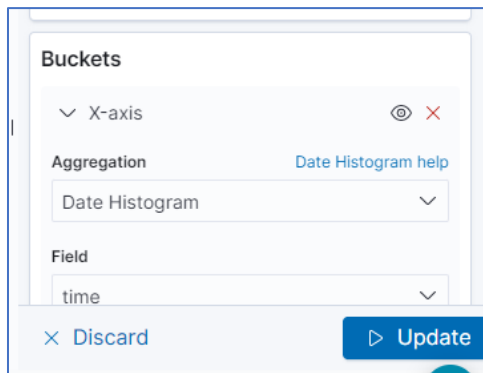 Buckets
X-axis
Aggregation Date Histogram help
Date Histogram
Field
time
Discard Update